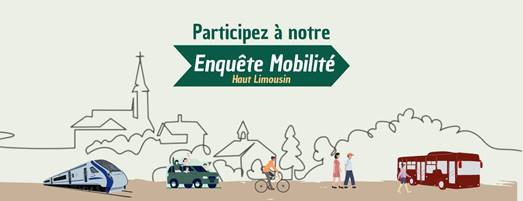 Participez à notre
Enquête Mobilité
Haut Limousin